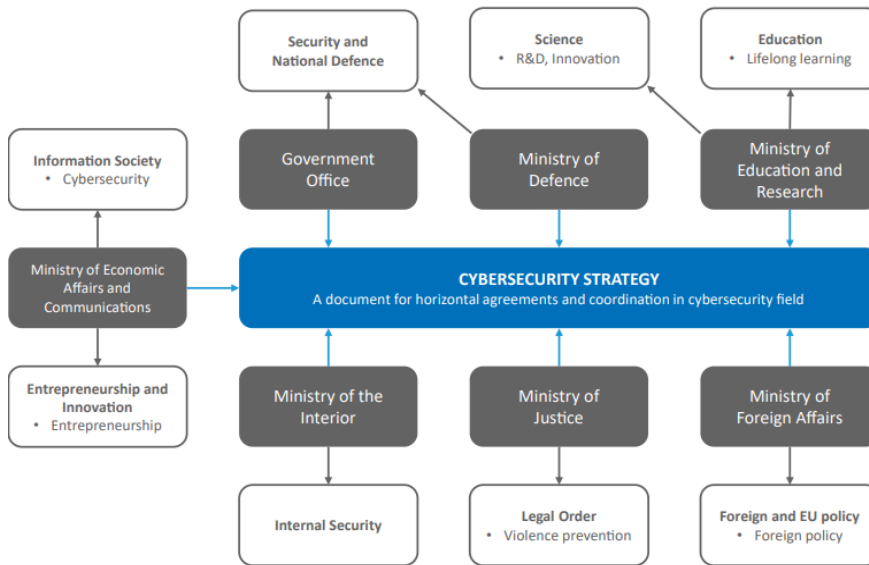 Security and
National Defence
Science
• R&D, Innovation
Education
• Lifelong learning
Information Society
• Cybersecurity
Government
Office
Ministry of
Defence
Ministry of
Education and
Research
Ministry of Economic
Affairs and
Communications
CYBERSECURITY STRATEGY
A document for horizontal agreements and coordination in cybersecurity field
Entrepreneurship and
Innovation
• Entrepreneurship
Ministry of the
Interior
Ministry of
Justice
Ministry of
Foreign Affairs
Internal Security
Legal Order
• Violence prevention
Foreign and EU policy
• Foreign policy